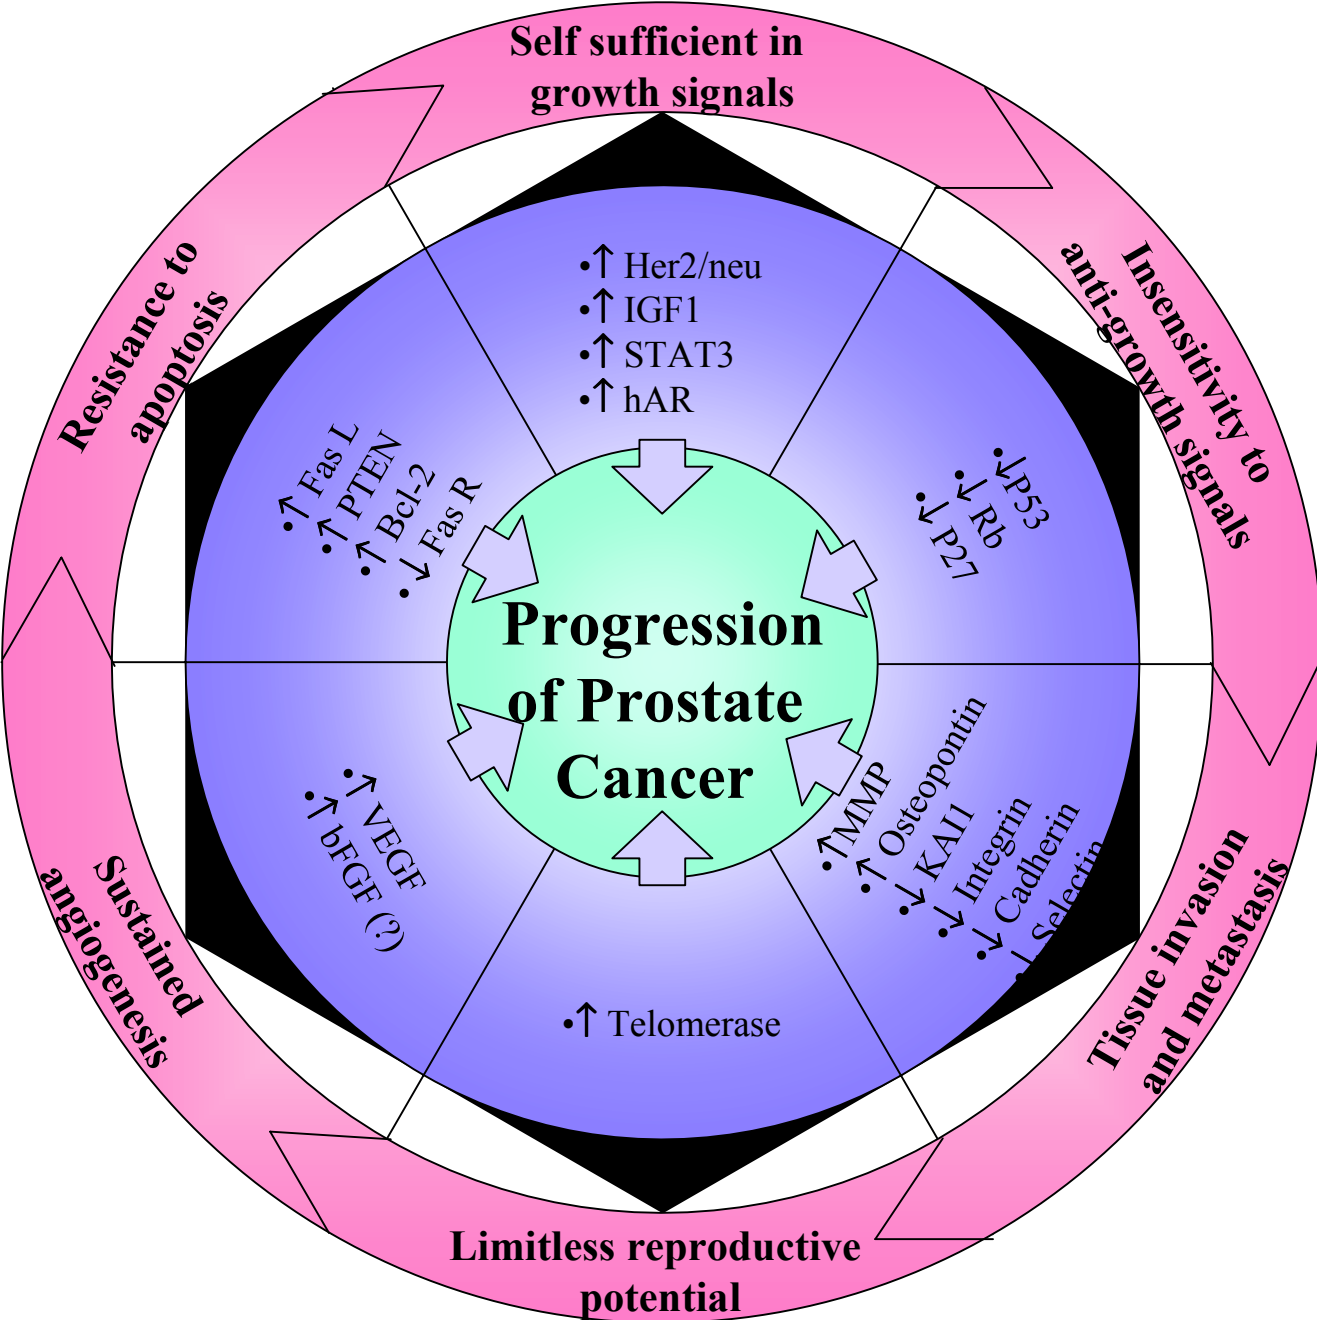 Self sufficient in
growth signals
Insensitivity to
anti-growth signals
Tissue invasion
and metastasis
Limitless reproductive
potential
Sustained
angiogenesis
Resistance to
apoptosis
•↑ Her2/neu
•↑ IGF1
•↑ STAT3
•↑ hAR
•↓P53
•↓ Rb
•↓ P27
•↑MMP
•↑ Osteopontin
•↓ KAI1
•↓ Integrin
•↓ Cadherin
•↓ Selectin
•↑ Telomerase
•↑ VEGF
•↑ bFGF (?)
•↑ Fas L
•↑ PTEN
•↑ Bcl-2
•↓ Fas R
Progression
of Prostate
Cancer